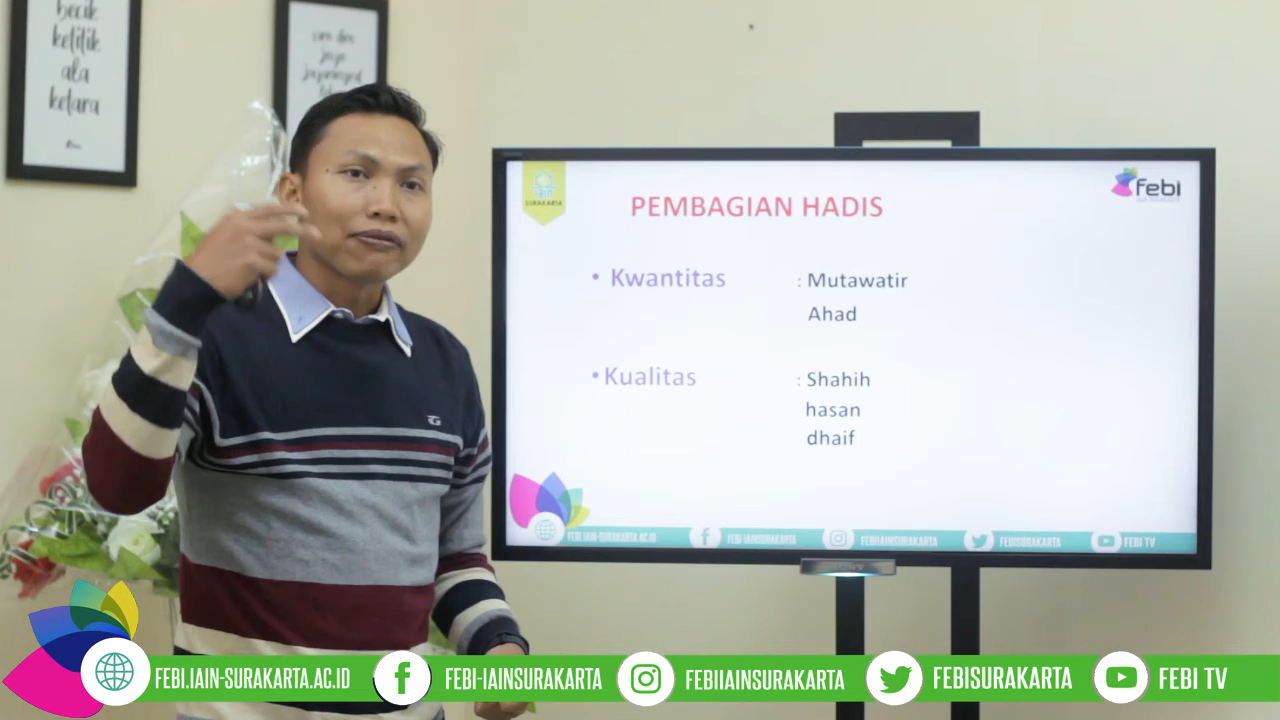 becik
ketitik
ala
ketara
SURAKARTA
febi
PEMBAGIAN HADIS
• Kwantitas : Mutawatir
Ahad
• Kualitas : Shahih
hasan
dhaif
FEBI.IAIN-SURAKARTA.AC.ID FEBI-IAINSURAKARTA FEBIIAINSURAKARTA FEBISURAKARTA FEBI TV
FEBI.IAIN-SURAKARTA.AC.ID FEBI-IAINSURAKARTA FEBIIAINSURAKARTA FEBISURAKARTA FEBI TV